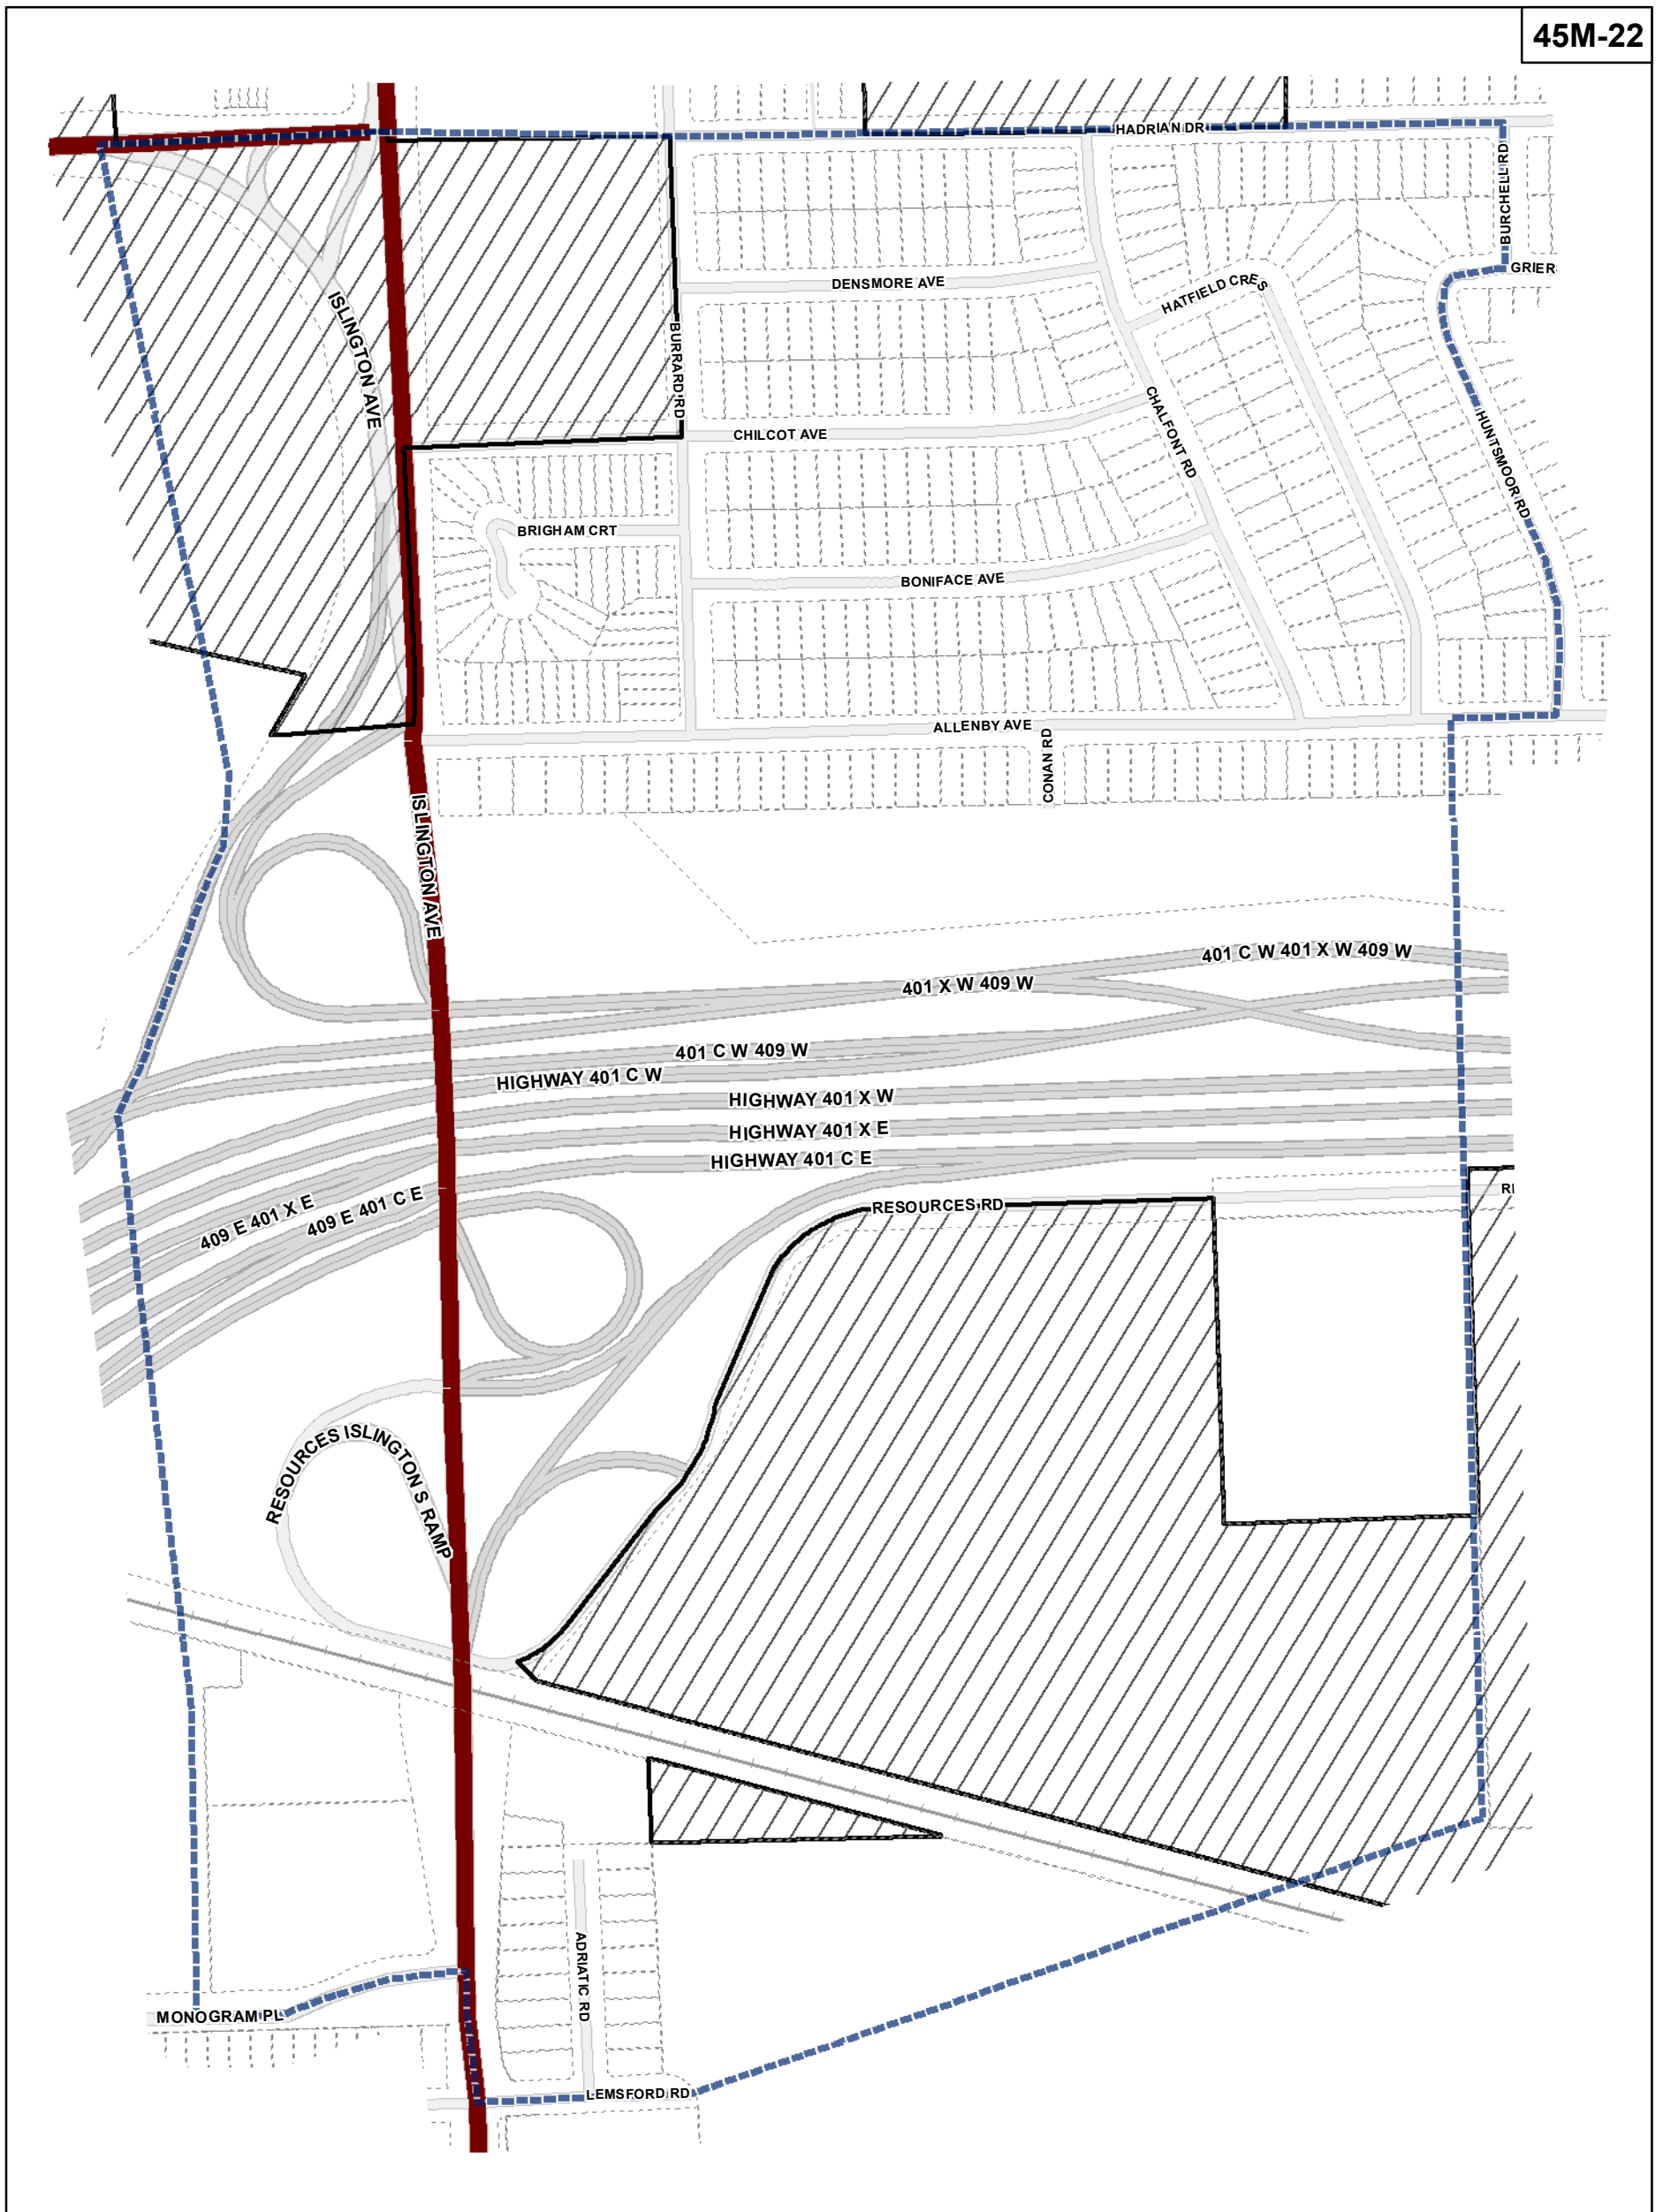 45M-22
HADRIAN DR
BURCHELL RD
GRIER
DENSMORE AVE
HATFIELD CRES
ISLINGTON AVE
BURRARD RD
CHALFONT RD
HUNTSMOOR RD
CHILCOT AVE
BRIGHAM CRT
BONIFACE AVE
ALLENBY AVE
CONAN RD
ISLINGTON AVE
401 C W 401 X W 409 W
401 X W 409 W
401 C W 409 W
HIGHWAY 401 C W
HIGHWAY 401 X W
HIGHWAY 401 X E
HIGHWAY 401 C E
409 E 401 X E
409 E 401 C E
RESOURCES RD
RI
RESOURCES ISLINGTON S RAMP
ADRIATIC RD
MONOGRAM PL
LEMSFORD RD